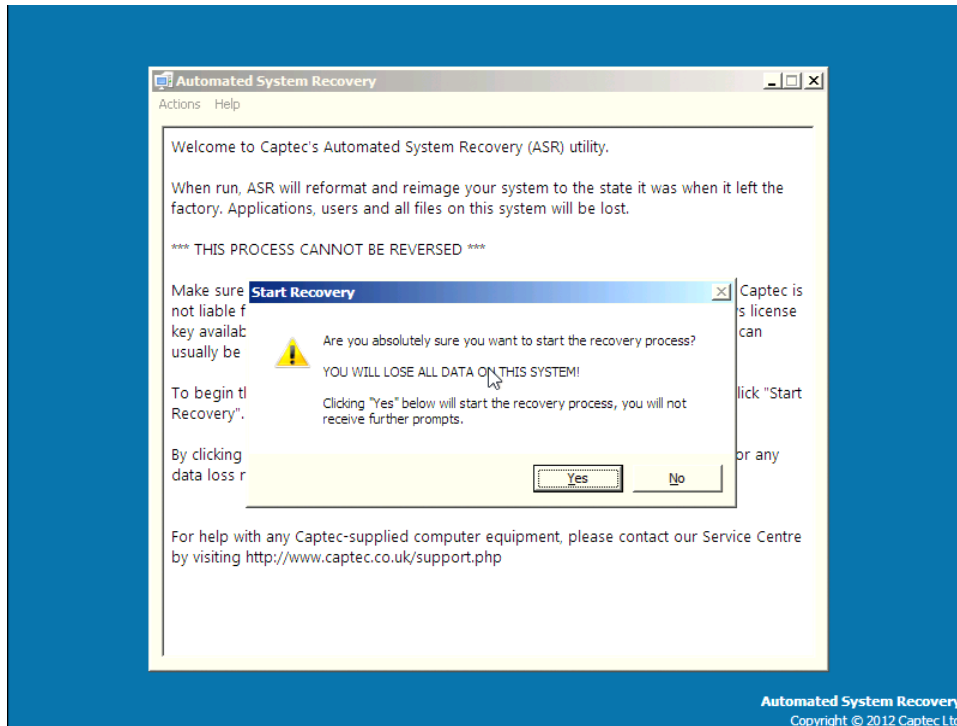 Automated System Recovery
Actions Help
Welcome to Captec's Automated System Recovery (ASR) utility.
When run, ASR will reformat and reimage your system to the state it was when it left the
factory. Applications, users and all files on this system will be lost.
*** THIS PROCESS CANNOT BE REVERSED ***
Make sure
Captec is
not liable
license
key
can
usually be
To begin
"Start
Recovery".
By clicking
any
data loss
Start Recovery
Are you absolutely sure you want to start the recovery process?
YOU WILL LOSE ALL DATA ON THIS SYSTEM!
Clicking "Yes" below will start the recovery process, you will not
receive further prompts.
Yes No
For help with any Captec-supplied computer equipment, please contact our Service Centre
by visiting http://www.captec.co.uk/support.php
Automated System Recovery
Copyright © 2012 Captec Ltd